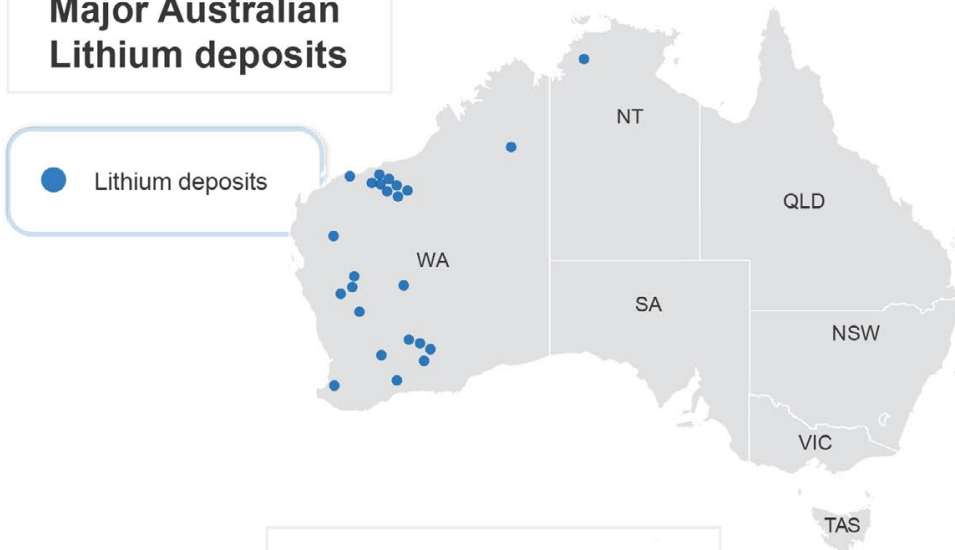 Major Australian
Lithium deposits
Lithium deposits
NT
QLD
WA
SA
NSW
VIC
TAS